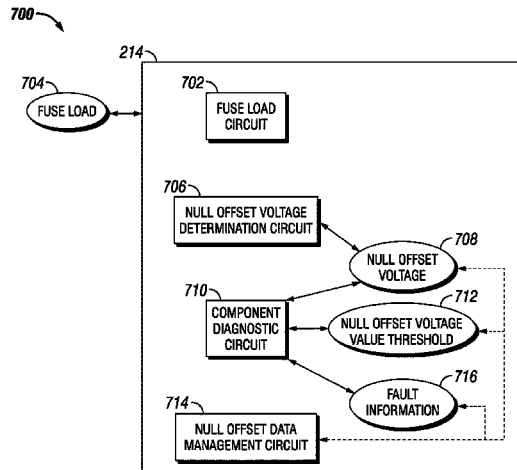 700
214
704
FUSE LOAD
702
FUSE LOAD
CIRCUIT
706
NULL OFFSET VOLTAGE
DETERMINATION CIRCUIT
708
NULL OFFSET
VOLTAGE
710
COMPONENT
DIAGNOSTIC
CIRCUIT
712
NULL OFFSET VOLTAGE
VALUE THRESHOLD
716
FAULT
INFORMATION
714
NULL OFFSET DATA
MANAGEMENT CIRCUIT